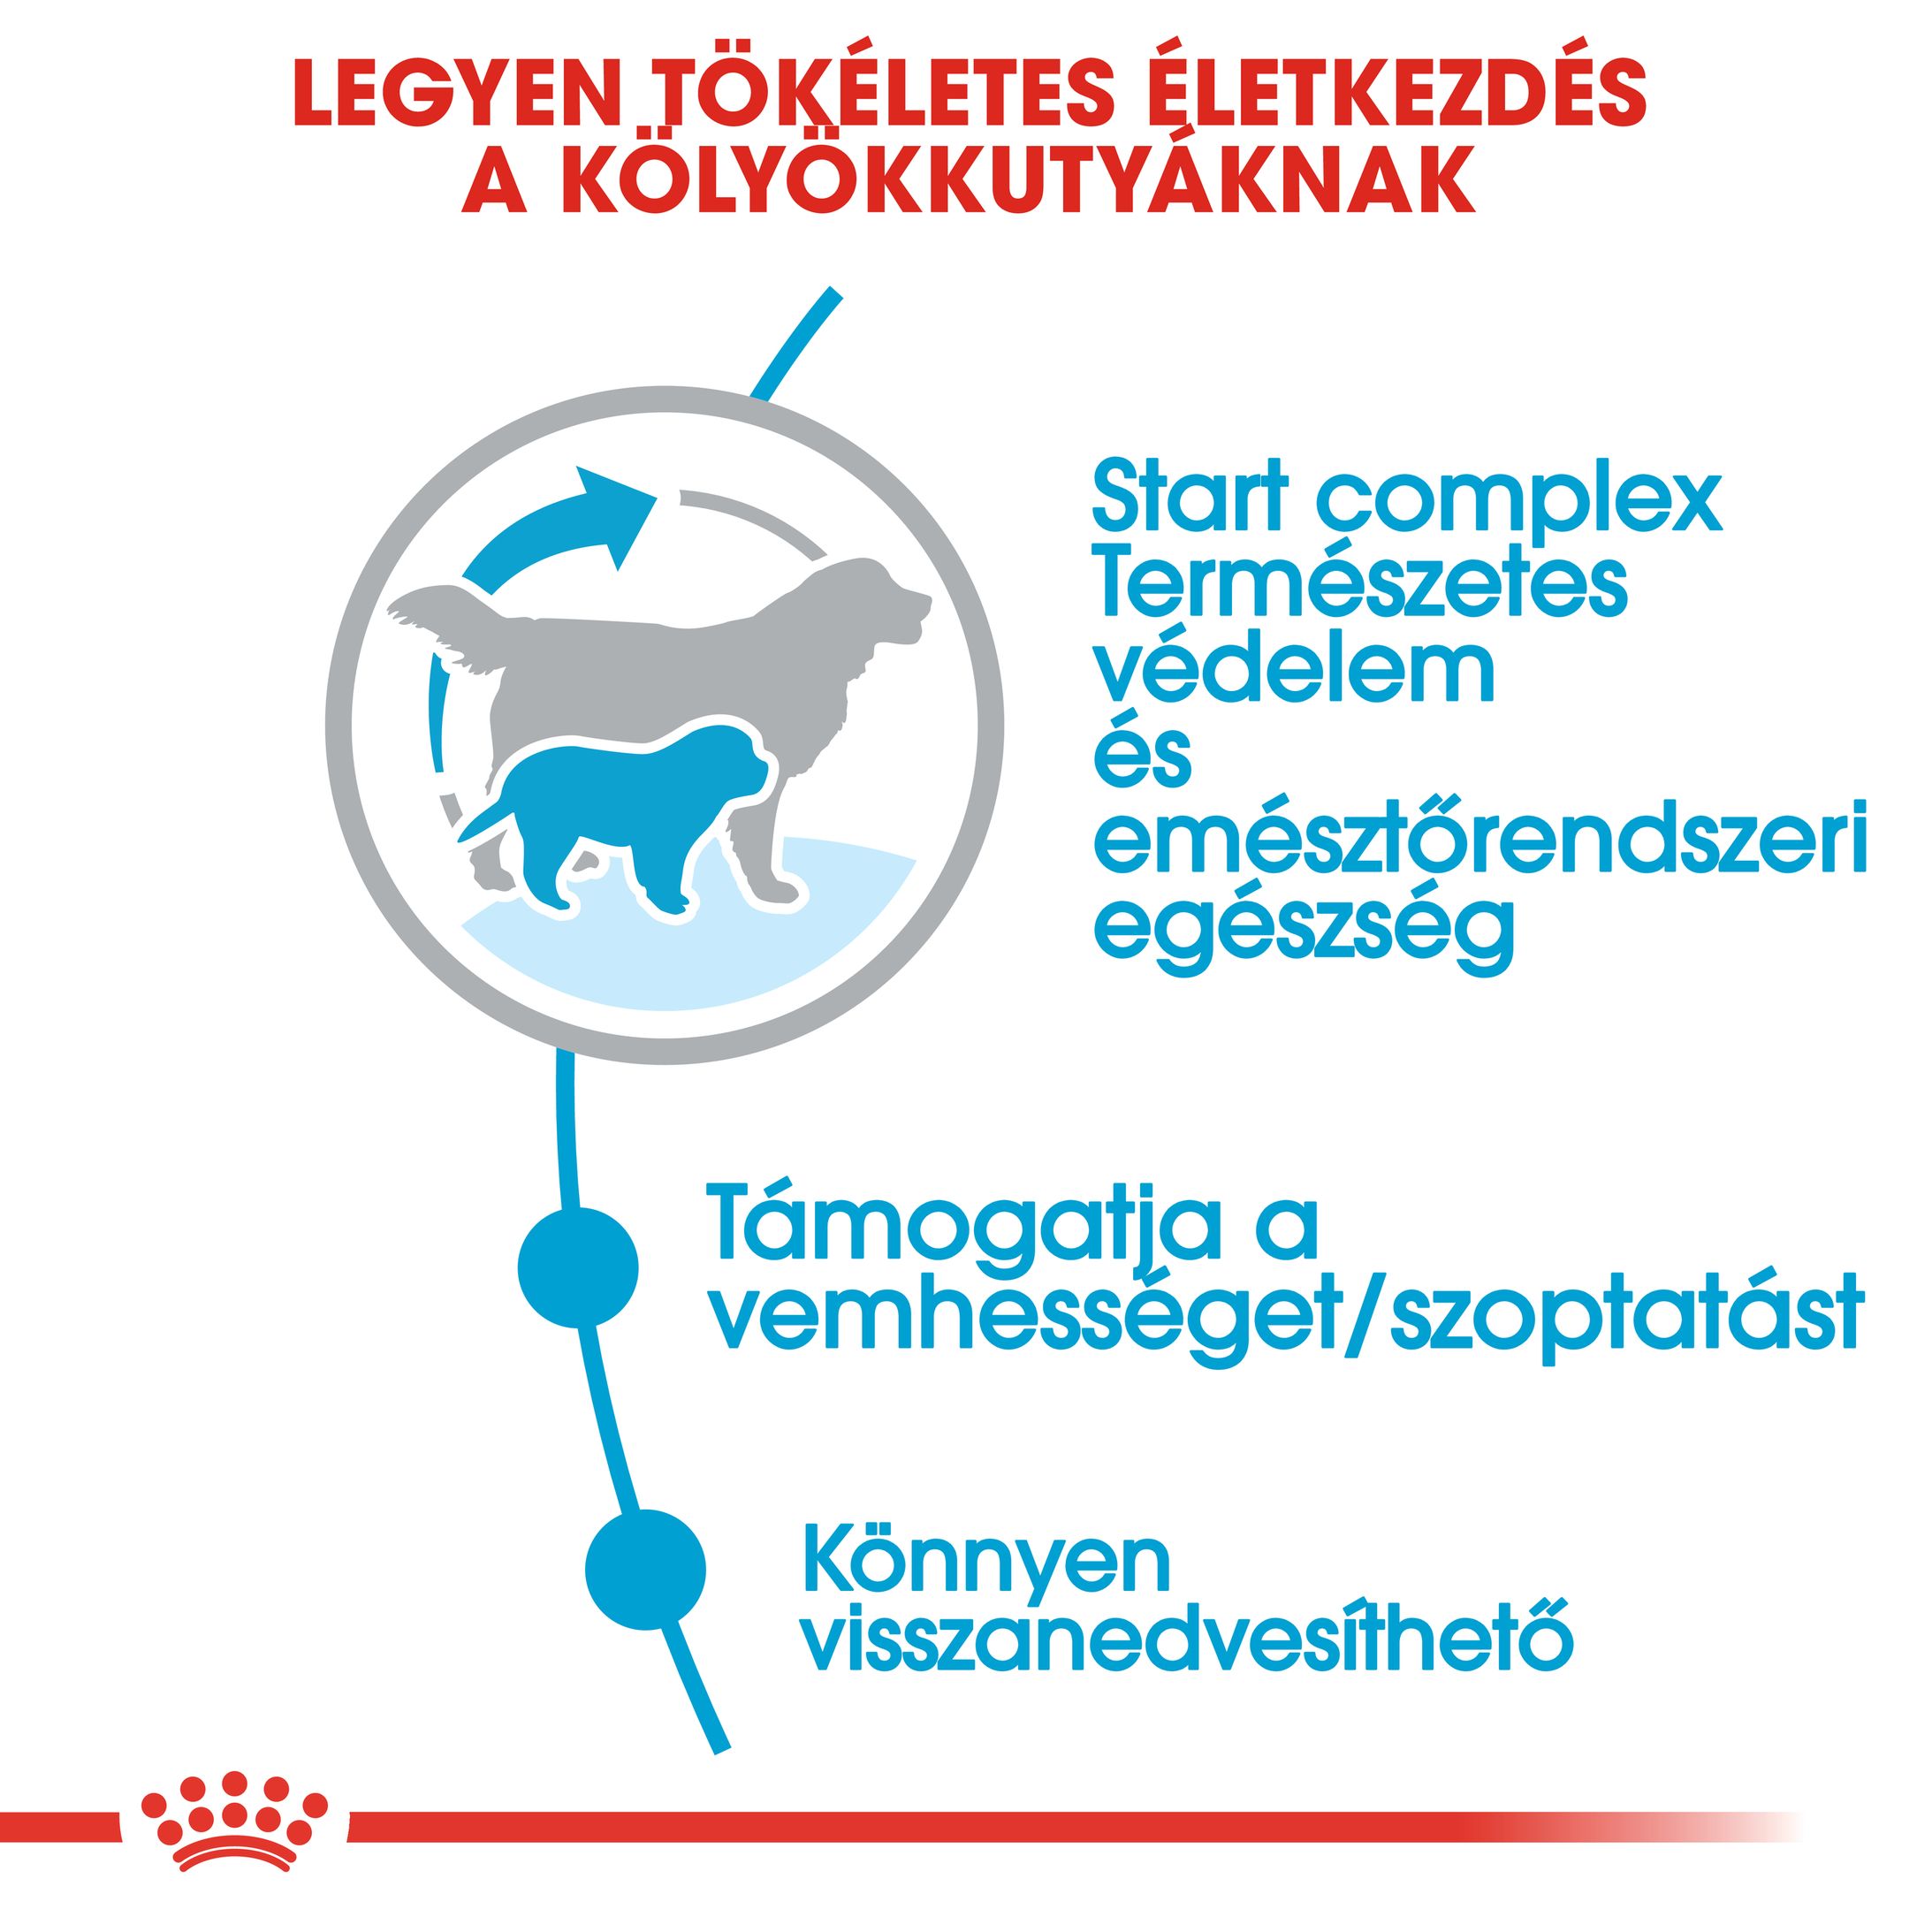 LEGYEN TÖKÉLETES ÉLETKEZDÉS
A KÖLYÖKKUTYÁKNAK
Start complex
Természetes
védelem
és
emésztőrendszeri
egészség
Támogatja a
vemhességet/szoptatást
Könnyen
visszanedvesíthető